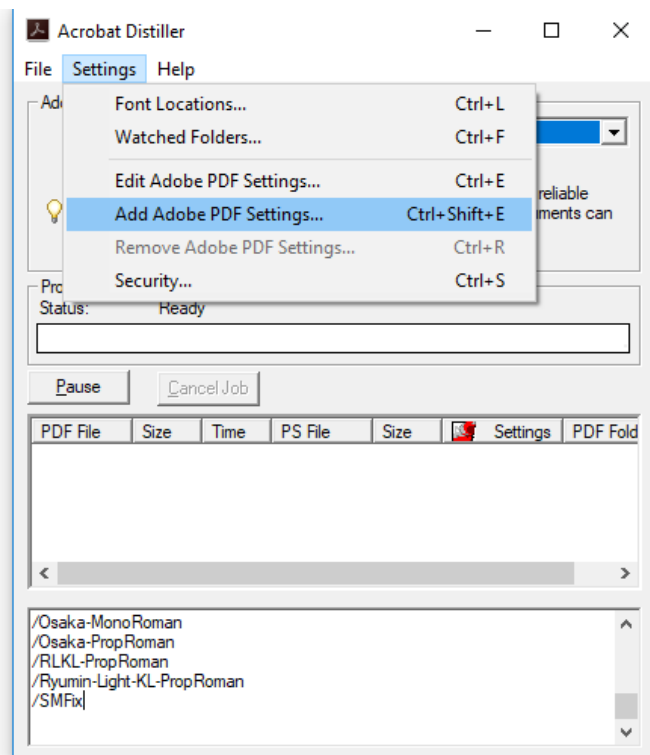 Acrobat Distiller
File Settings Help
Font Locations... Ctrl+L
Watched Folders... Ctrl+F
Edit Adobe PDF Settings... Ctrl+E
reliable
Add Adobe PDF Settings... Ctrl+Shift+E
can
Remove Adobe PDF Settings... Ctrl+R
Security... Ctrl+S
Status: Ready
Pause Cancel Job
PDF File Size Time PS File Size Settings PDF Fold
/Osaka-MonoRoman
/Osaka-PropRoman
/RLKL-PropRoman
/Ryumin-Light-KL-PropRoman
/SMFix